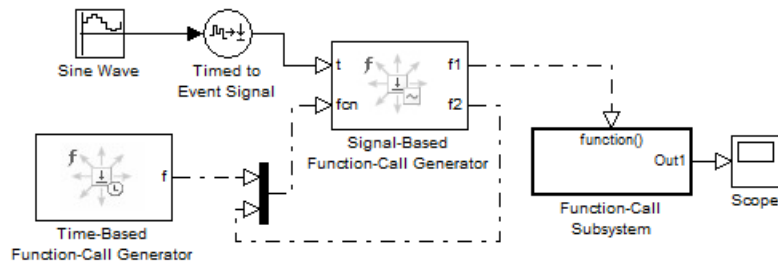 Sine Wave
Timed to
Event Signal
t
fcn
f
f1
f2
Signal-Based
Function-Call Generator
f
f
Time-Based
Function-Call Generator
function()
Out1
Function-Call
Subsystem
Scope